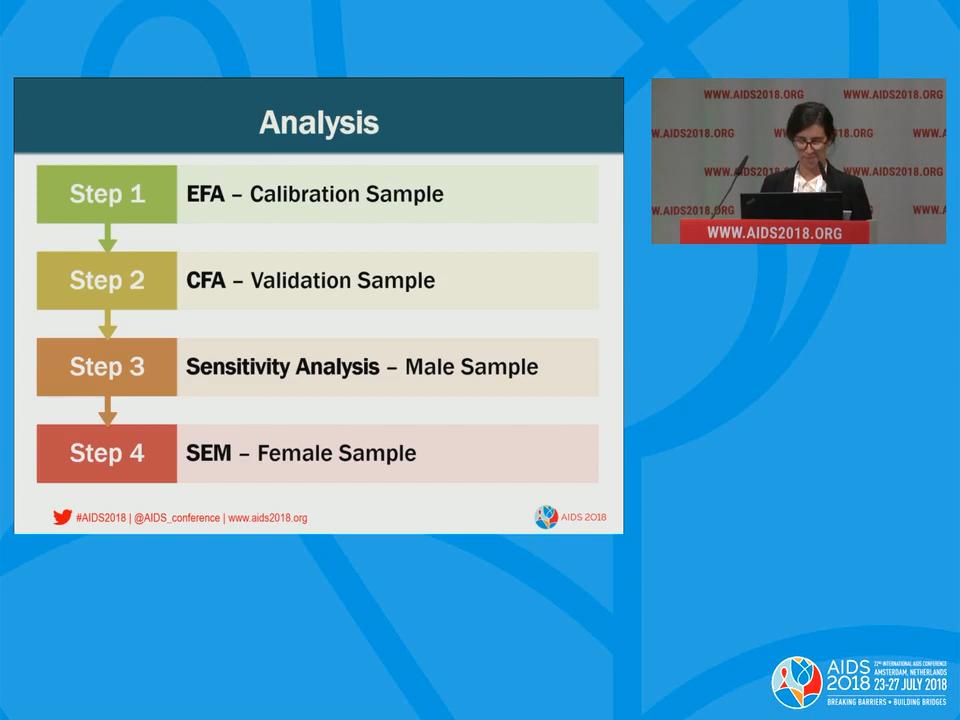 Analysis
Step 1 EFA – Calibration Sample
Step 2 CFA – Validation Sample
Step 3 Sensitivity Analysis – Male Sample
Step 4 SEM – Female Sample
#AIDS2018 | @AIDS_conference | www.aids2018.org
AIDS 2018
WWW.AIDS2018.ORG WWW.AIDS2018.ORG
W.AIDS2018.ORG W 18.ORG WWW.A
WWW.AIDS2018.ORG WWW.AIDS2018.ORG
W.AIDS2018.ORG WWW.A
WWW.AIDS2018.ORG
AIDS 2018
22ND INTERNATIONAL AIDS CONFERENCE
AMSTERDAM, NETHERLANDS
23-27 JULY 2018
BREAKING BARRIERS • BUILDING BRIDGES